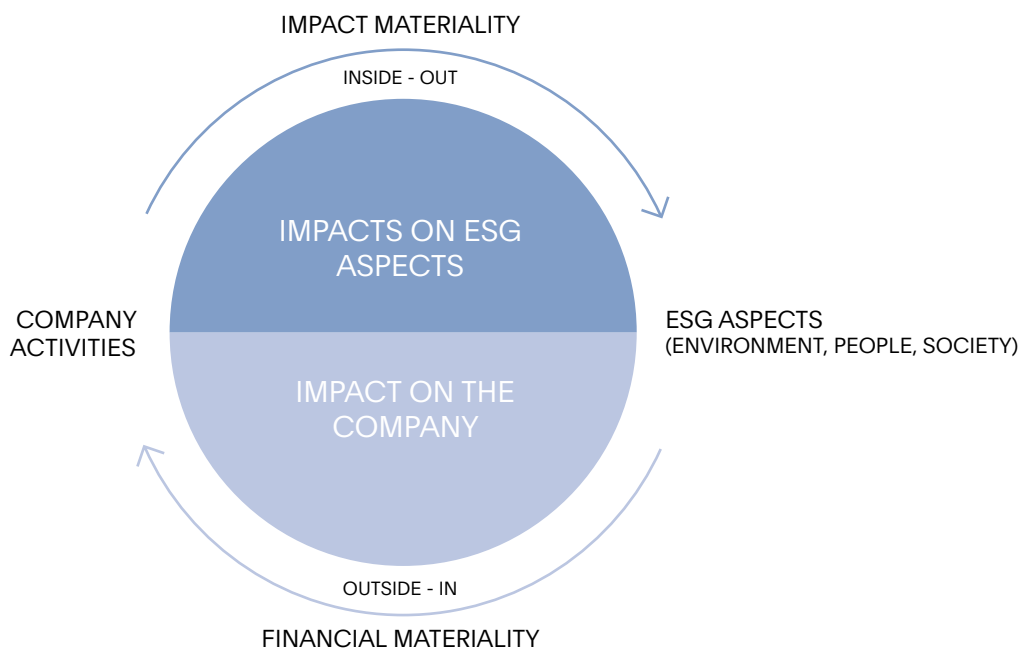 IMPACT MATERIALITY
INSIDE - OUT
IMPACTS ON ESG
ASPECTS
COMPANY
ACTIVITIES
ESG ASPECTS
(ENVIRONMENT, PEOPLE, SOCIETY)
IMPACT ON THE
COMPANY
OUTSIDE - IN
FINANCIAL MATERIALITY